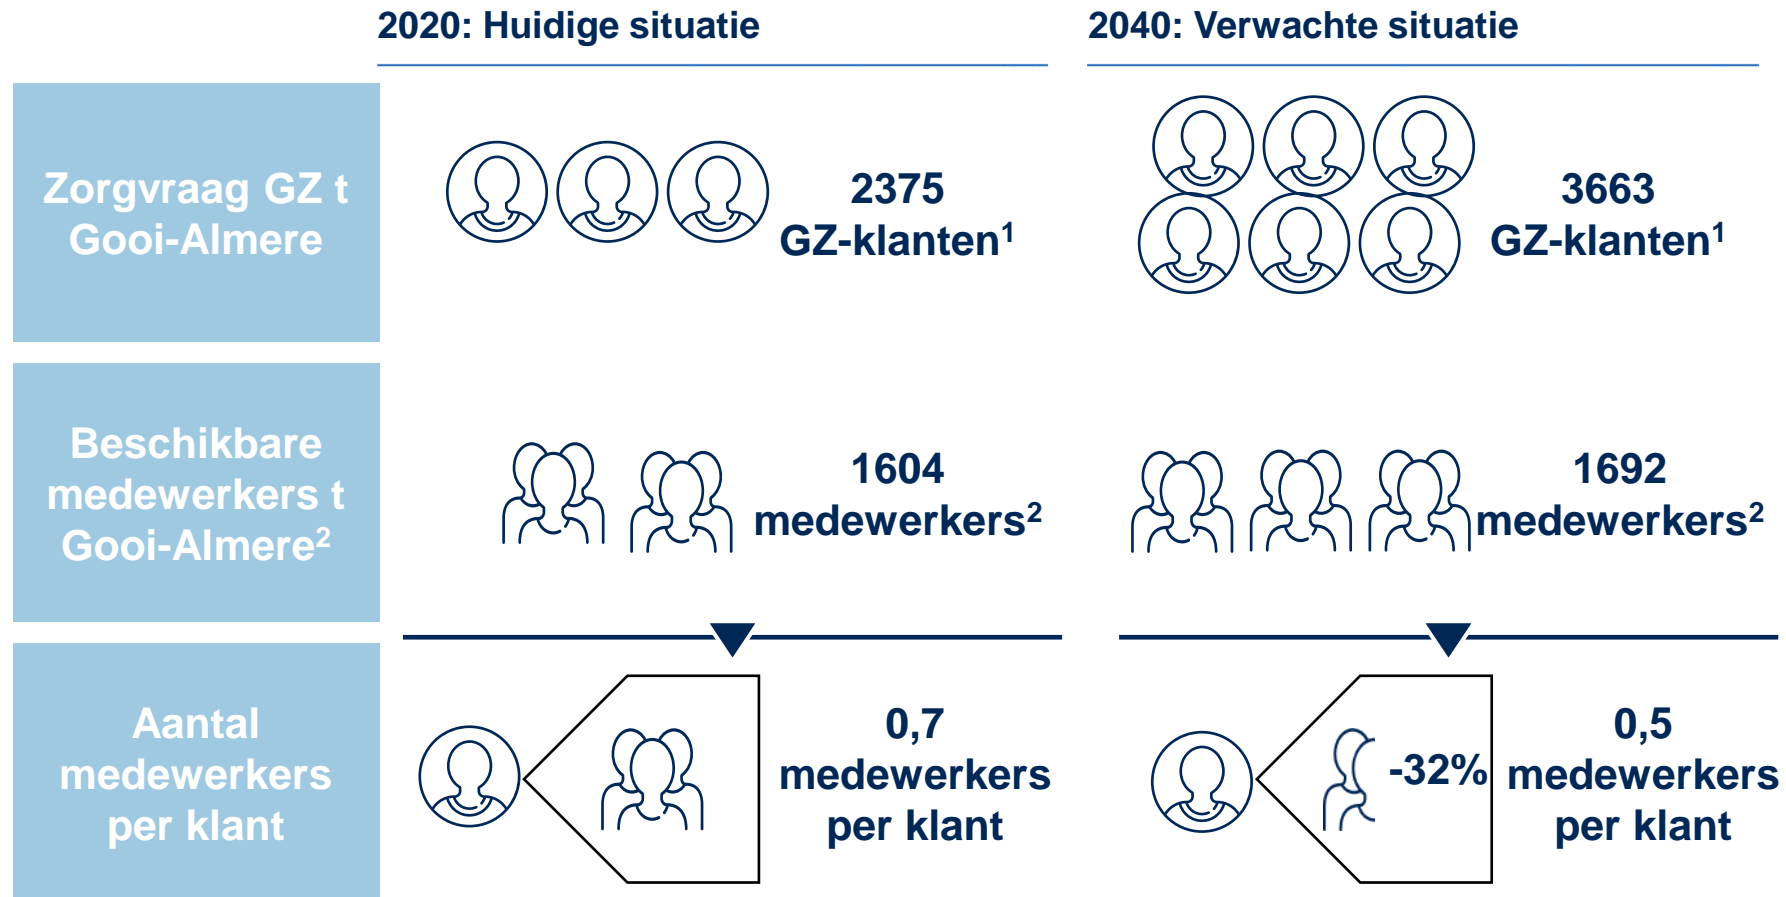 2020: Huidige situatie
2040: Verwachte situatie
Zorgvraag GZ t
Gooi-Almere
2375
GZ-klanten¹
3663
GZ-klanten¹
Beschikbare
medewerkers t
Gooi-Almere²
1604
medewerkers²
1692
medewerkers²
Aantal
medewerkers
per klant
0,7
medewerkers
per klant
-32%
0,5
medewerkers
per klant